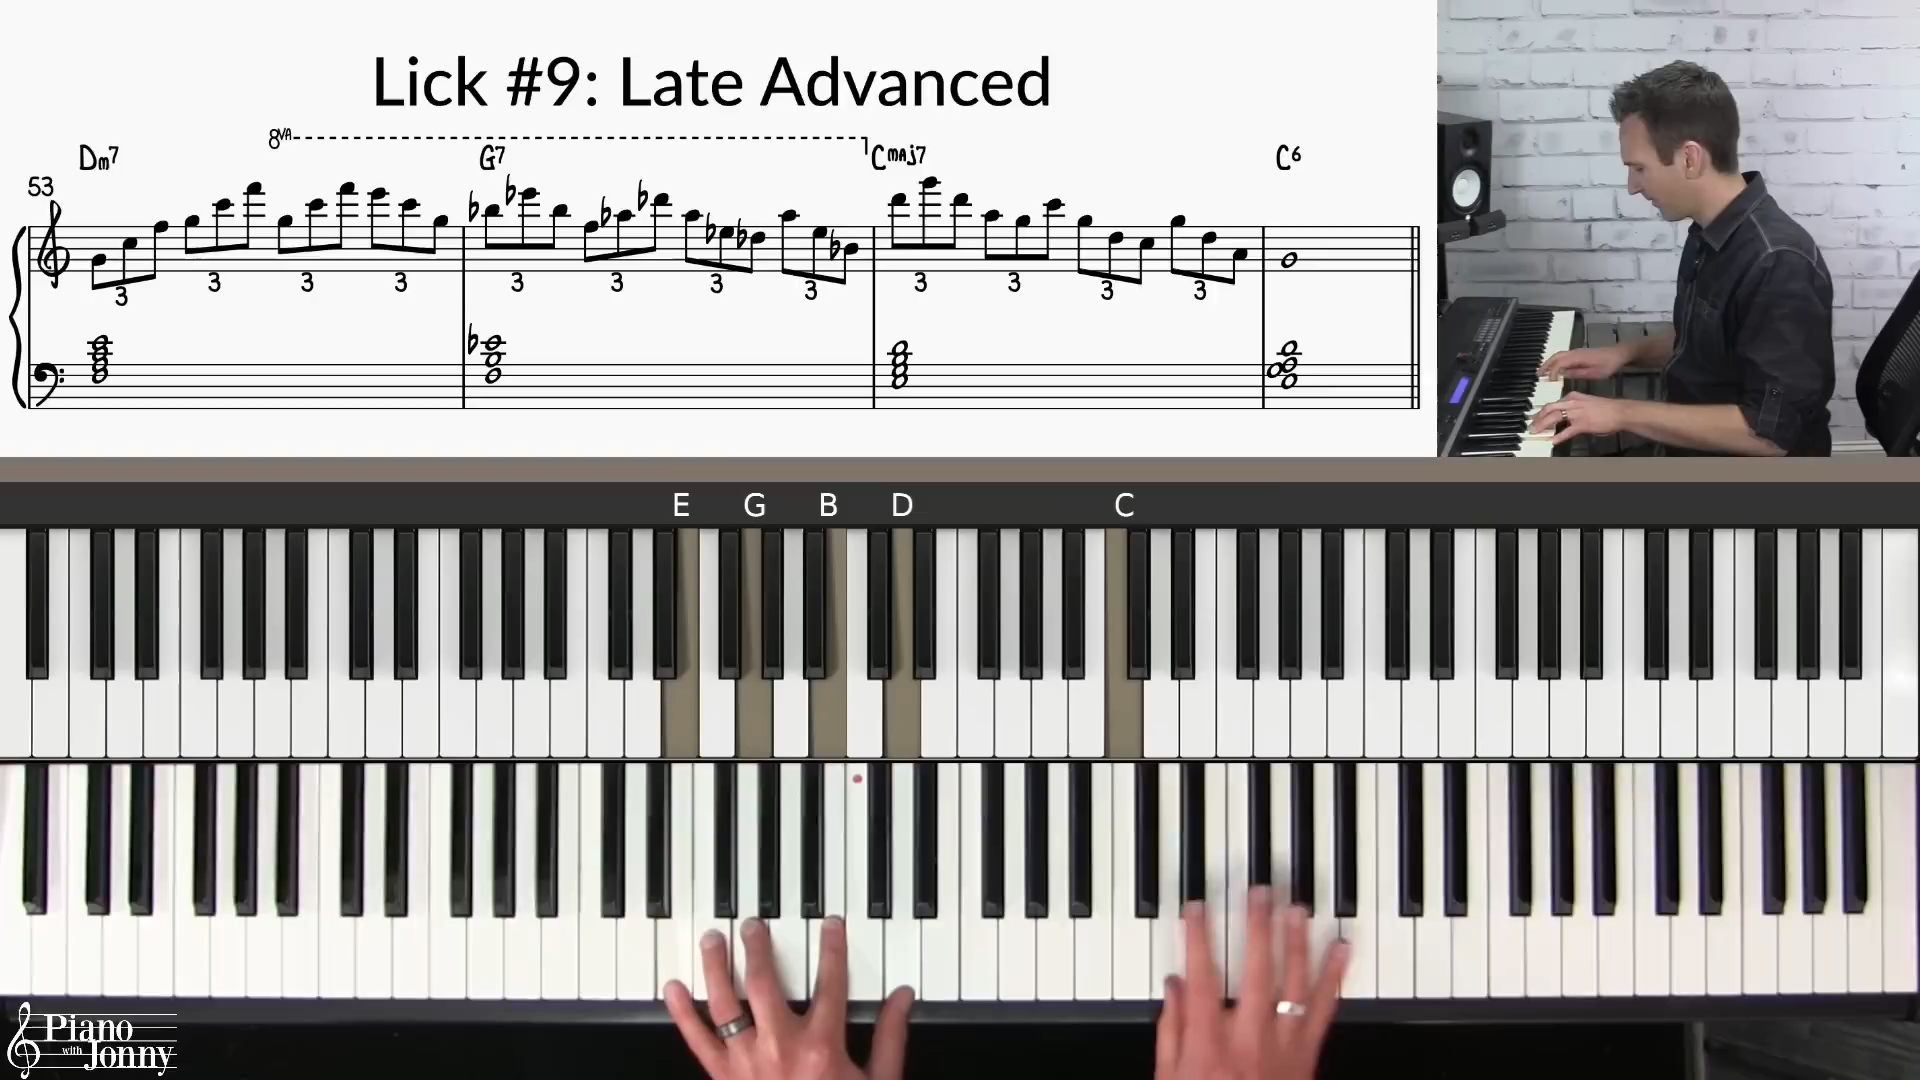 Lick #9: Late Advanced
8VA
Dm7 G7 Cmaj7 C6
53
3 3 3 3 3 3 3 3 3 3 3 3
E G B D C
Piano
with Jonny